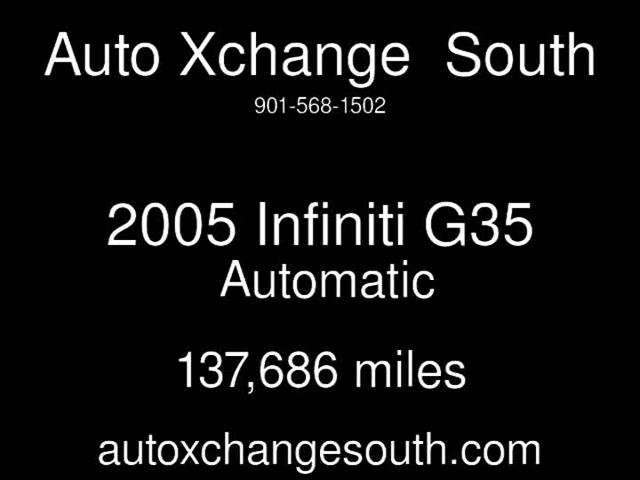 Auto Xchange South
901-568-1502
2005 Infiniti G35
Automatic
137,686 miles
autoxchangesouth.com